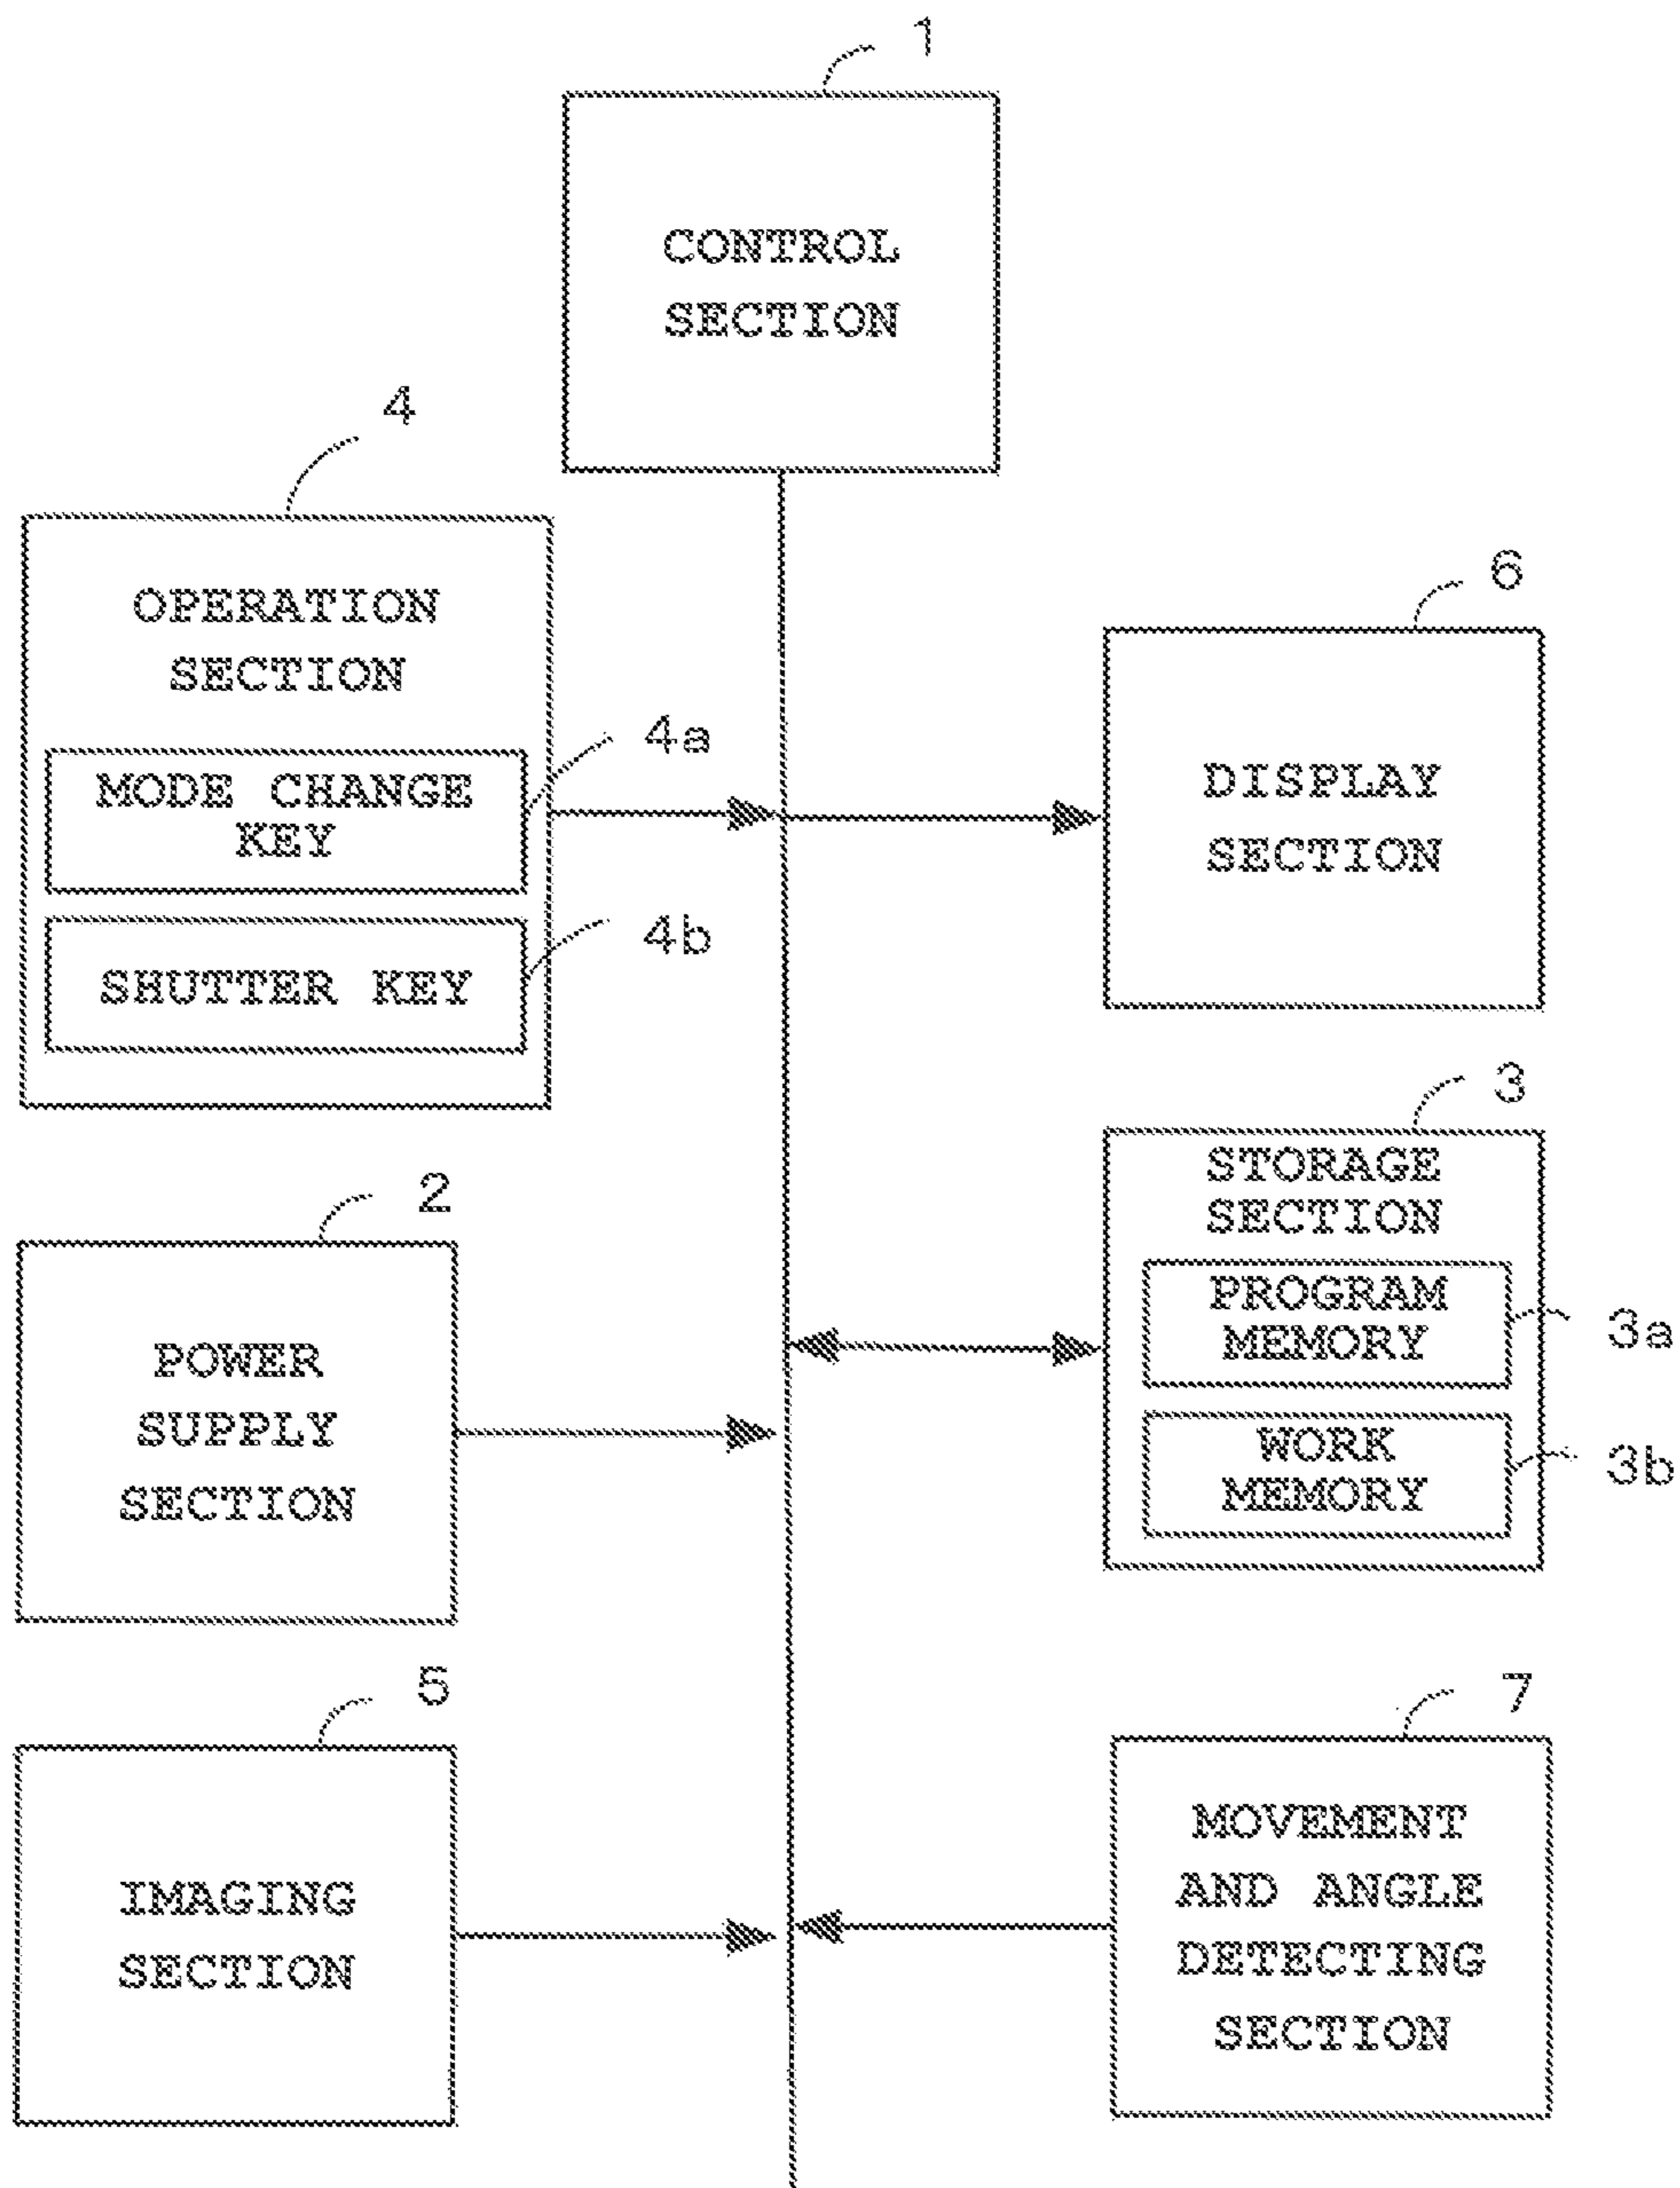 1
CONTROL
SECTION
4
OPERATION
SECTION
4a
MODE CHANGE
KEY
4b
SHUTTER KEY
6
DISPLAY
SECTION
3
STORAGE
SECTION
PROGRAM
MEMORY
3a
WORK
MEMORY
3b
2
POWER
SUPPLY
SECTION
5
IMAGING
SECTION
7
MOVEMENT
AND ANGLE
DETECTING
SECTION